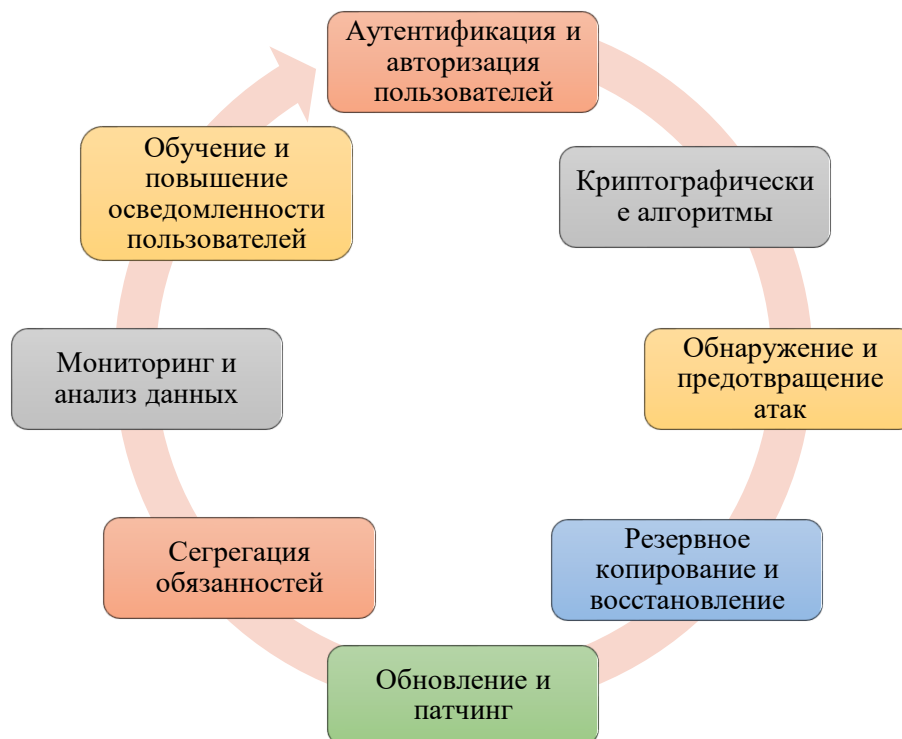 Аутентификация и
авторизация
пользователей
Криптографически
е алгоритмы
Обнаружение и
предотвращение
атак
Резервное
копирование и
восстановление
Обновление и
патчинг
Сегрегация
обязанностей
Мониторинг и
анализ данных
Обучение и
повышение
осведомленности
пользователей